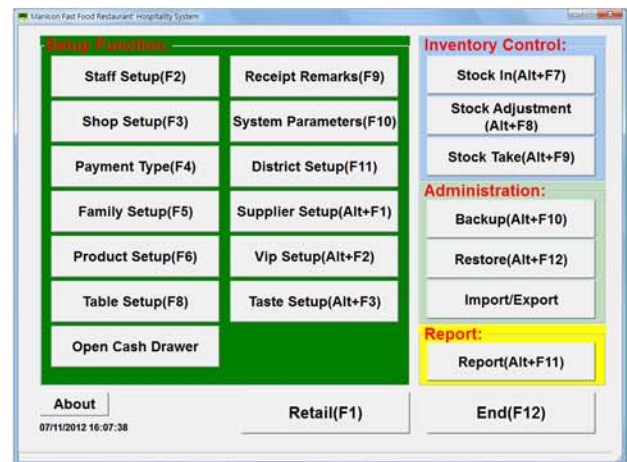 Manicon Fast Food Restaurant' Hospitality System
Setup Function:
Staff Setup(F2)
Receipt Remarks(F9)
Shop Setup(F3)
System Parameters(F10)
Payment Type(F4)
District Setup(F11)
Family Setup(F5)
Supplier Setup(Alt+F1)
Product Setup(F6)
Vip Setup(Alt+F2)
Table Setup(F8)
Taste Setup(Alt+F3)
Open Cash Drawer
Inventory Control:
Stock In(Alt+F7)
Stock Adjustment
(Alt+F8)
Stock Take(Alt+F9)
Administration:
Backup(Alt+F10)
Restore(Alt+F12)
Import/Export
Report:
Report(Alt+F11)
About
Retail(F1)
End(F12)
07/11/2012 16:07:38